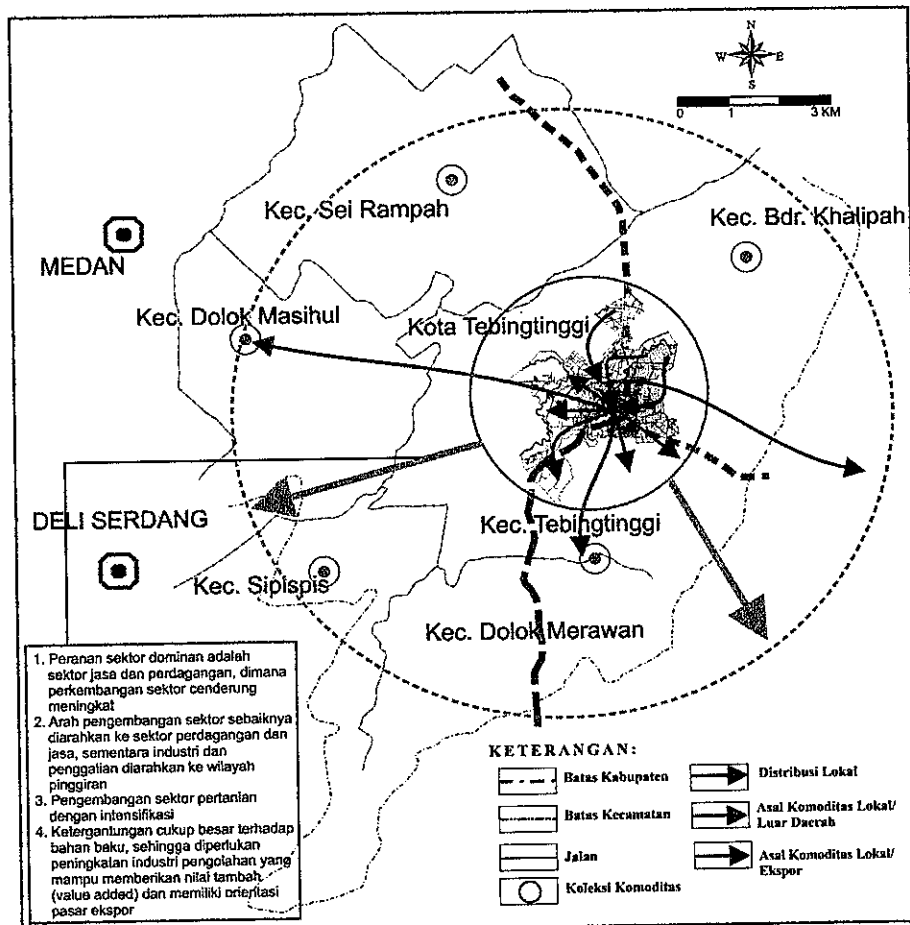 N
W E
S
0 1 3 KM
Kec. Sei Rampah
Kec. Bdr. Khalipah
MEDAN
Kec. Dolok Masihul
Kota Tebingtinggi
DELI SERDANG
Kec. Tebingtinggi
Kec. Sipispis
Kec. Dolok Merawan
1. Peranan sektor dominan adalah
sektor jasa dan perdagangan, dimana
perkembangan sektor cenderung
meningkat
2. Arah pengembangan sektor sebaiknya
diarahkan ke sektor perdagangan dan
jasa, sementara industri dan
penggalian diarahkan ke wilayah
pinggiran
3. Pengembangan sektor pertanian
dengan intensifikasi
4. Ketergantungan cukup besar terhadap
bahan baku, sehingga diperlukan
peningkatan industri pengolahan yang
mampu memberikan nilai tambah
(value added) dan memiliki orientasi
pasar ekspor
KETERANGAN:
Batas Kabupaten
Batas Kecamatan
Jalan
Koleksi Komoditas
Distribusi Lokal
Asal Komoditas Lokal/
Luar Daerah
Asal Komoditas Lokal/
Ekspor